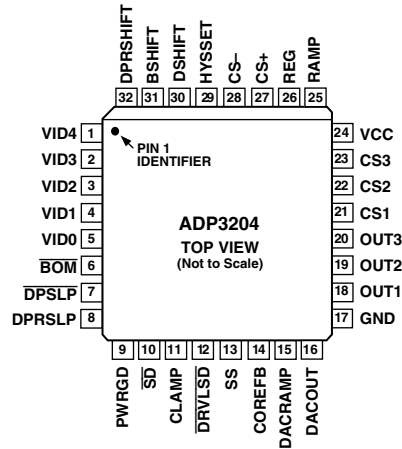 DPRSHIFT
BSHIFT
DSHIFT
HYSSET
CS–
CS+
REG
RAMP
32 31 30 29 28 27 26 25
VID4 1
VID3 2
VID2 3
VID1 4
VID0 5
BOM 6
DPSLP 7
DPRSLP 8
PIN 1
IDENTIFIER
ADP3204
TOP VIEW
(Not to Scale)
24 VCC
23 CS3
22 CS2
21 CS1
20 OUT3
19 OUT2
18 OUT1
17 GND
9 10 11 12 13 14 15 16
PWRGD
SD
CLAMP
DRVLSD
SS
COREFB
DACRAMP
DACOUT